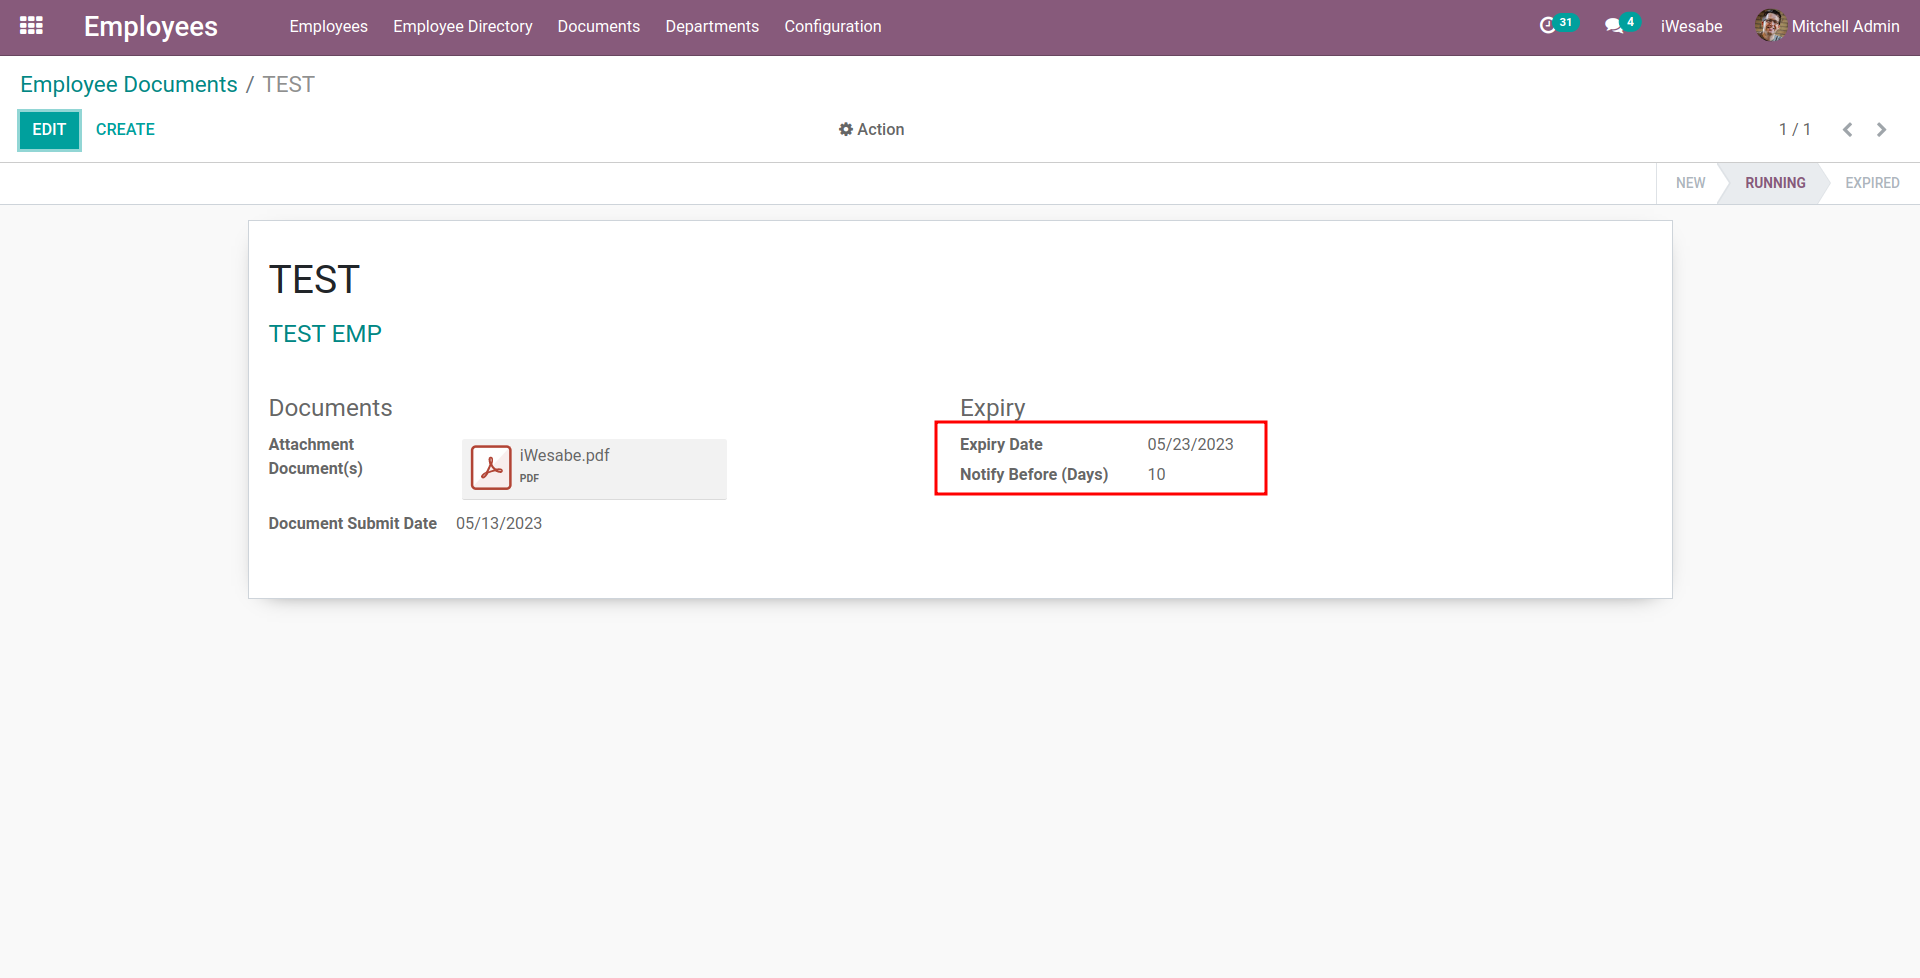 Employees
Employees Employee Directory Documents Departments Configuration
31 4 iWesabe Mitchell Admin
Employee Documents / TEST
EDIT CREATE Action 1 / 1
NEW RUNNING EXPIRED
TEST
TEST EMP
Documents
Attachment
Document(s)
iWesabe.pdf
PDF
Document Submit Date 05/13/2023
Expiry
Expiry Date 05/23/2023
Notify Before (Days) 10